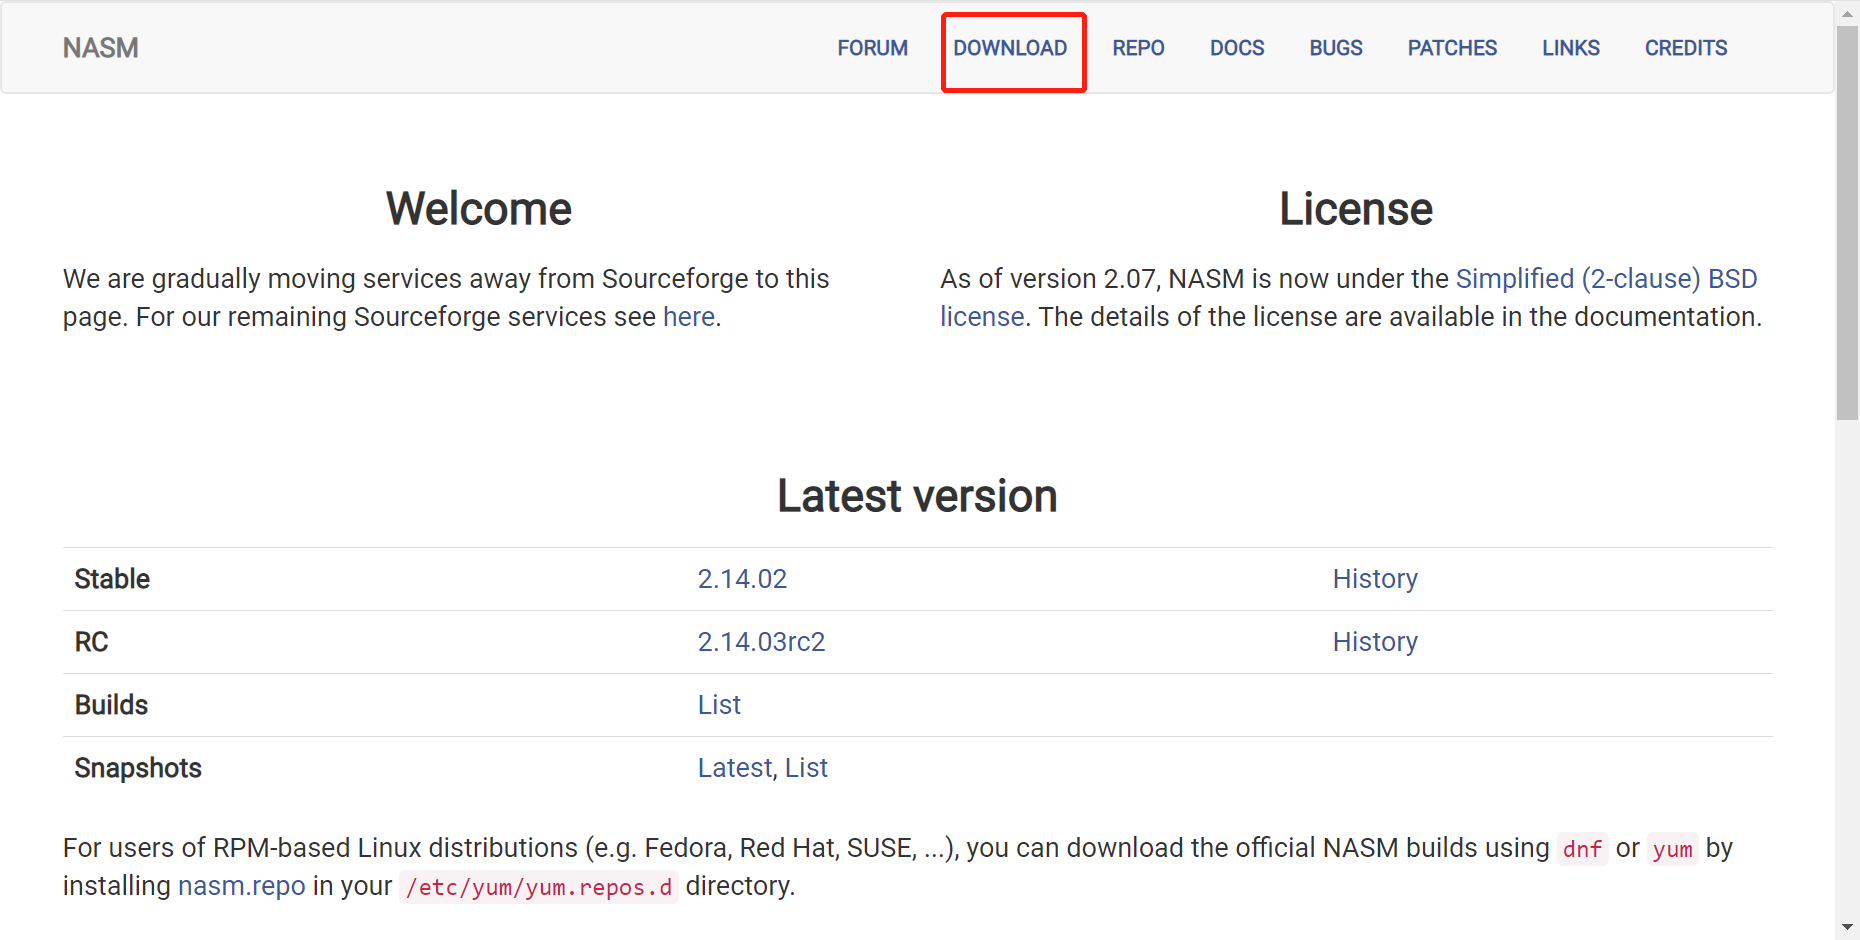 NASM FORUM DOWNLOAD REPO DOCS BUGS PATCHES LINKS CREDITS
Welcome
We are gradually moving services away from Sourceforge to this
page. For our remaining Sourceforge services see here.
License
As of version 2.07, NASM is now under the Simplified (2-clause) BSD
license. The details of the license are available in the documentation.
Latest version
Stable 2.14.02 History
RC 2.14.03rc2 History
Builds List
Snapshots Latest, List
For users of RPM-based Linux distributions (e.g. Fedora, Red Hat, SUSE, ...), you can download the official NASM builds using dnf or yum by
installing nasm.repo in your /etc/yum/yum.repos.d directory.